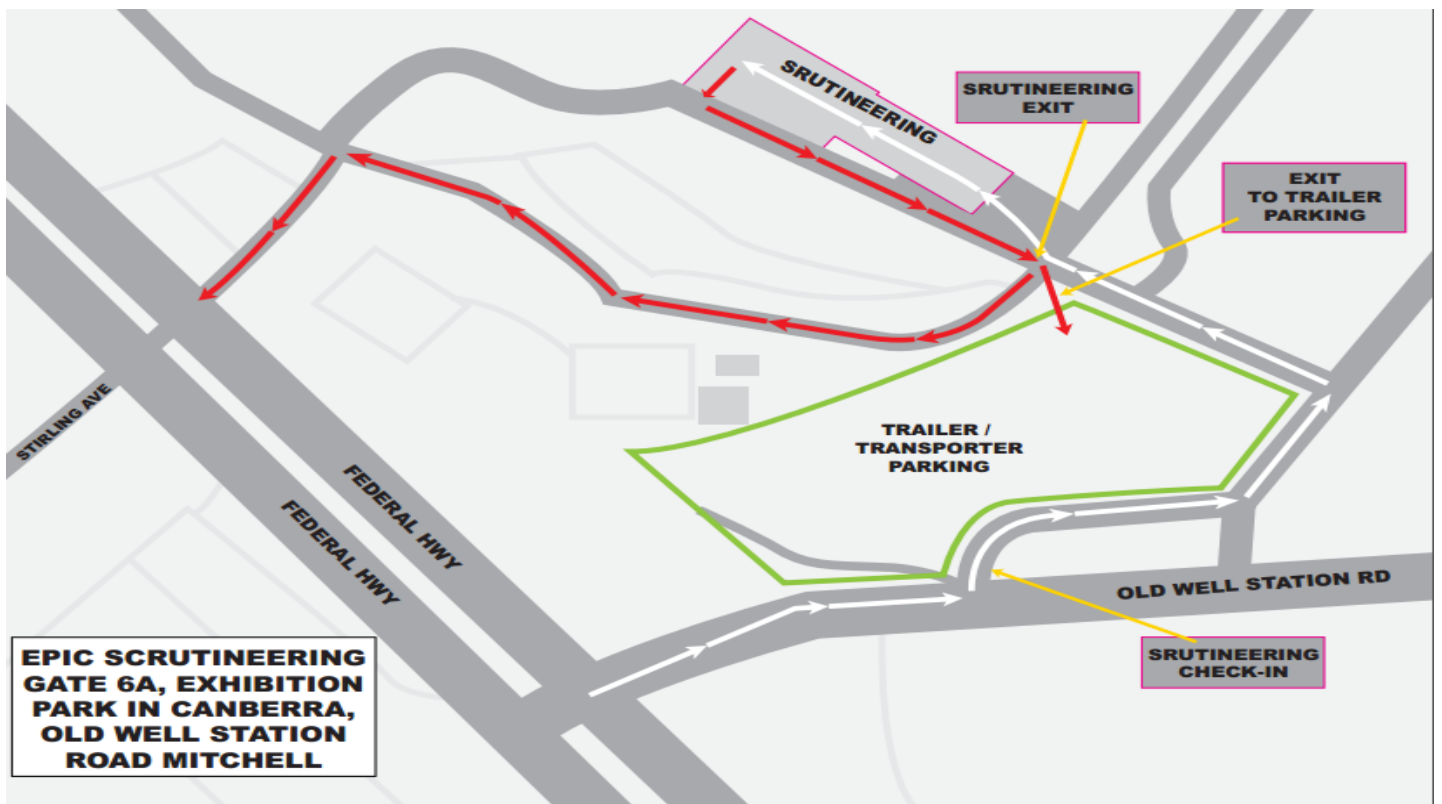 SRUTINEERING
SRUTINEERING
EXIT
EXIT
TO TRAILER
PARKING
TRAILER /
TRANSPORTER
PARKING
STIRLING AVE
FEDERAL HWY
FEDERAL HWY
OLD WELL STATION RD
SRUTINEERING
CHECK-IN
EPIC SCRUTINEERING
GATE 6A, EXHIBITION
PARK IN CANBERRA,
OLD WELL STATION
ROAD MITCHELL